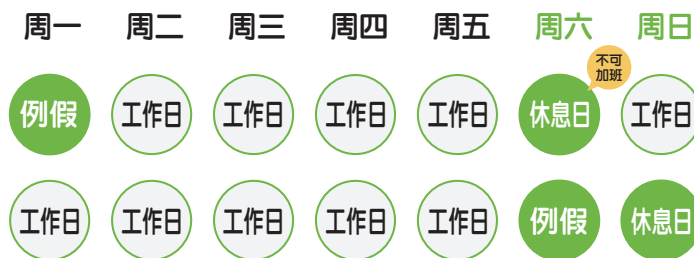 周一 周二 周三 周四 周五 周六 周日
不可
加班
例假 工作日 工作日 工作日 工作日 休息日 工作日
工作日 工作日 工作日 工作日 工作日 例假 休息日